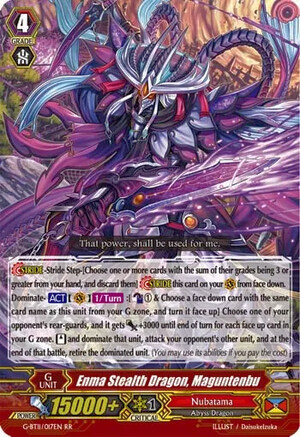 4
GRADE
That power, shall be used for me.
STRIDE-Stride Step-[Choose one or more cards with the sum of their grades being 3 or
greater from your hand, and discard them] STRIDE this card on your (V) from face down.
Dominate-ACT [1/Turn]:[① & Choose a face down card with the same
card name as this unit from your G zone, and turn it face up] Choose one of your
opponent's rear-guards, and it gets +3000 until end of turn for each face up card in
your G zone. and dominate that unit, attack your opponent's other unit, and at the
end of that battle, retire the dominated unit. (You may use its abilities if you pay the cost)
G UNIT
Enma Stealth Dragon, Maguntenbu
POWER
15000+
1
CRITICAL
Nubatama
Abyss Dragon
G-BT11/017EN RR
ILLUST / Daisukeizuka